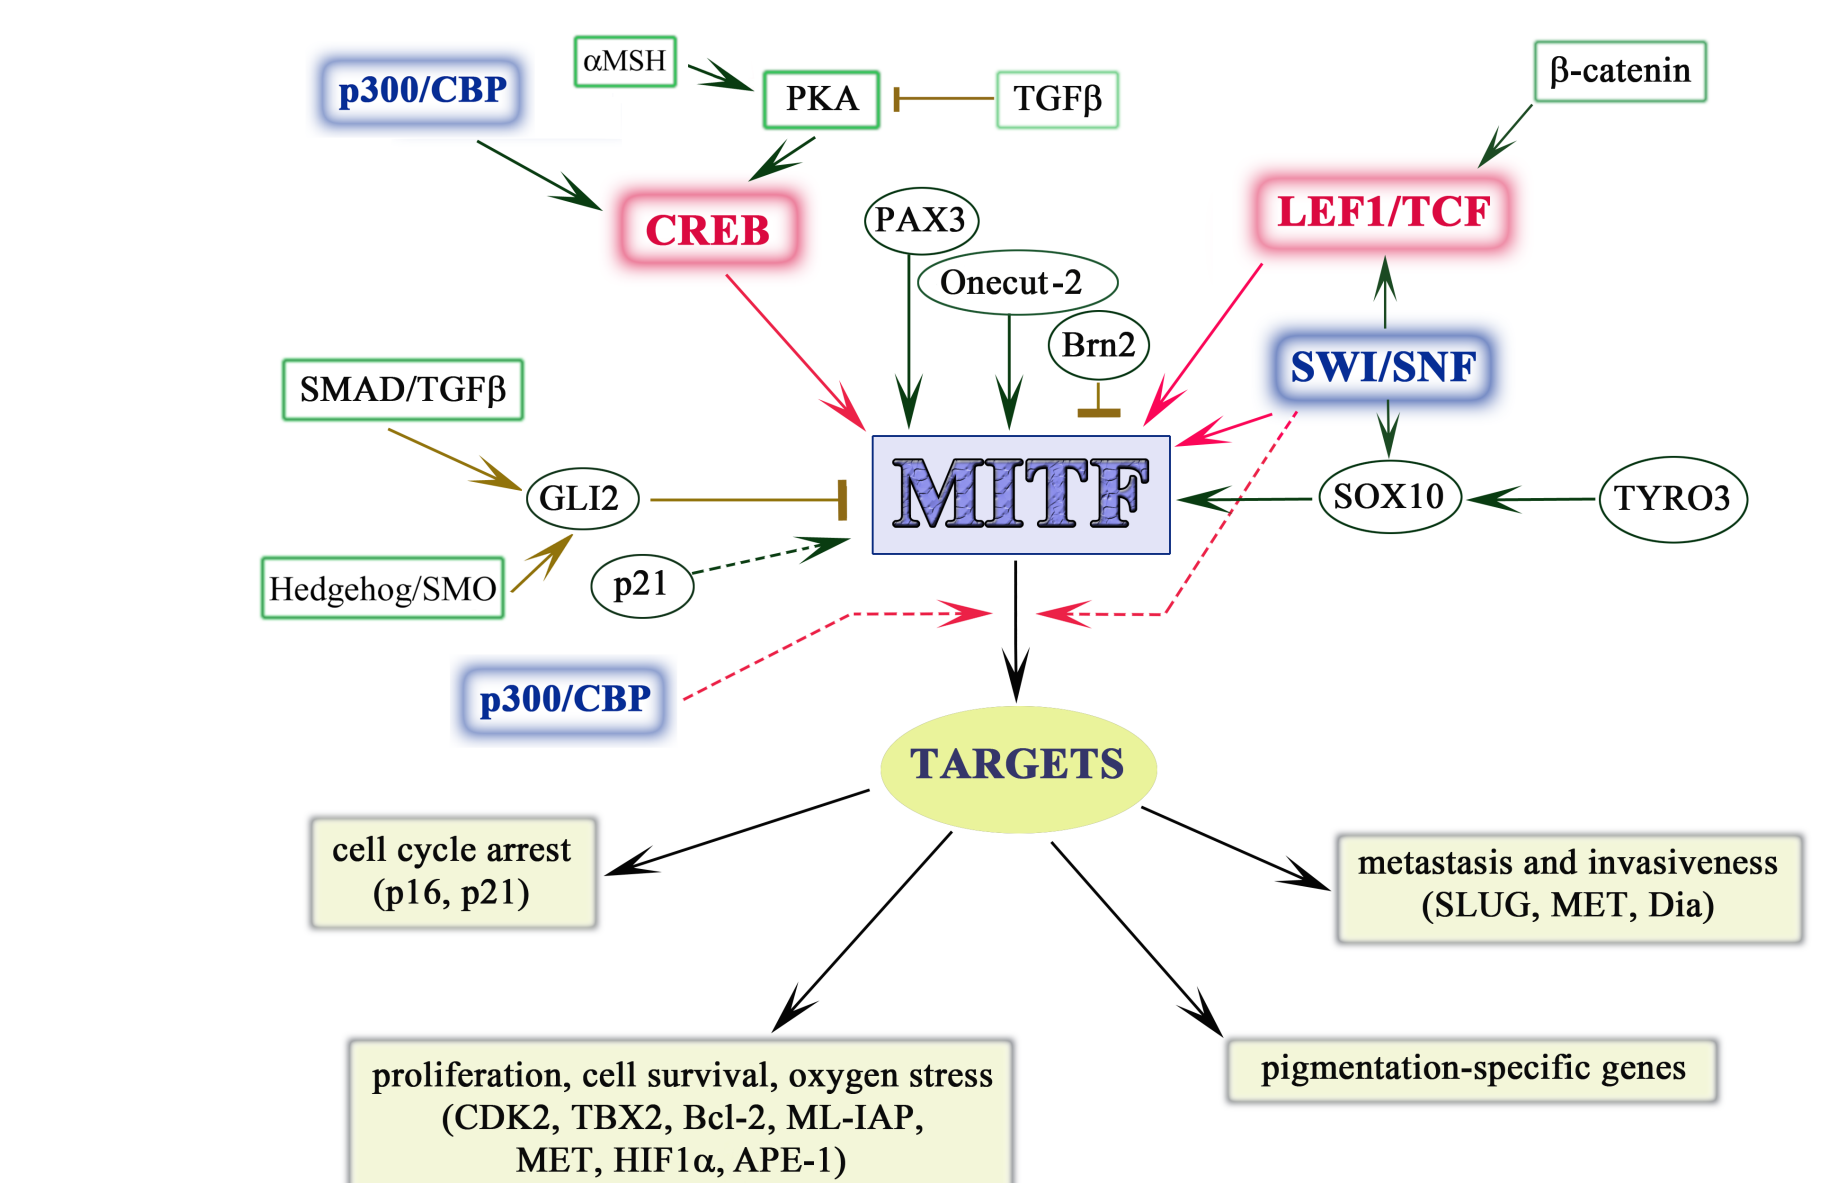 αMSH
β-catenin
p300/CBP
PKA
TGFβ
PAX3
LEF1/TCF
CREB
Onecut-2
Brn2
SWI/SNF
SMAD/TGFβ
GLI2
MITF
SOX10
TYRO3
Hedgehog/SMO
p21
p300/CBP
TARGETS
cell cycle arrest
(p16, p21)
metastasis and invasiveness
(SLUG, MET, Dia)
proliferation, cell survival, oxygen stress
(CDK2, TBX2, Bcl-2, ML-IAP,
MET, HIF1α, APE-1)
pigmentation-specific genes